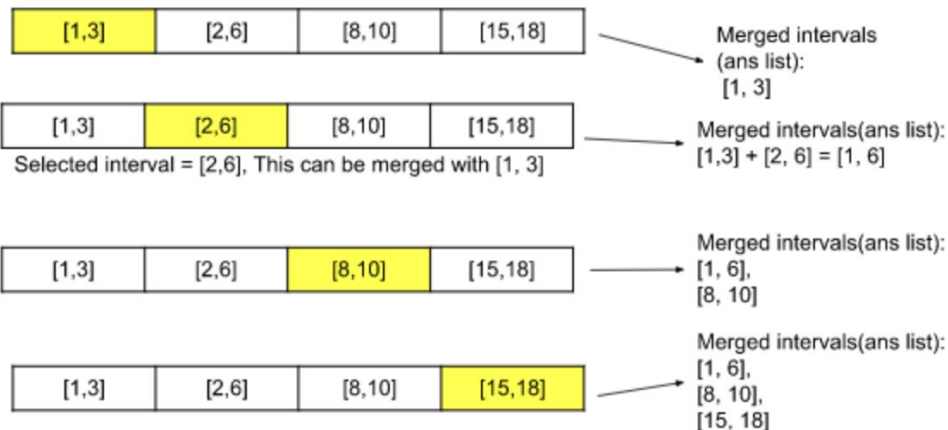 [1,3] [2,6] [8,10] [15,18]
Merged intervals
(ans list):
[1, 3]
[1,3] [2,6] [8,10] [15,18]
Selected interval = [2,6], This can be merged with [1, 3]
Merged intervals(ans list):
[1,3] + [2, 6] = [1, 6]
[1,3] [2,6] [8,10] [15,18]
Merged intervals(ans list):
[1, 6],
[8, 10]
[1,3] [2,6] [8,10] [15,18]
Merged intervals(ans list):
[1, 6],
[8, 10],
[15, 18]